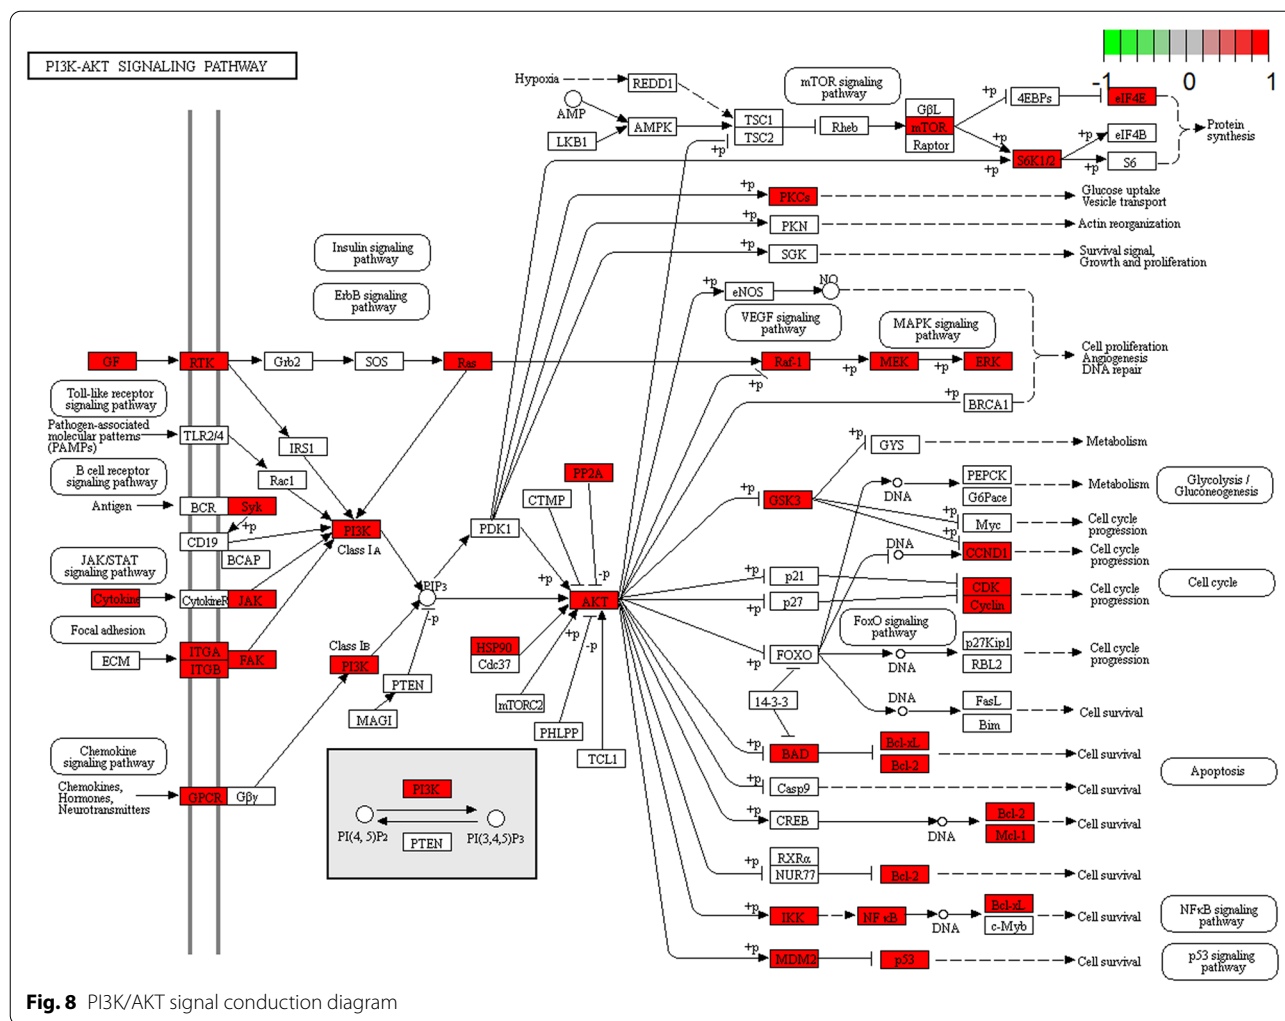 PI3K-AKT SIGNALING PATHWAY
-1 0 1
Hypoxia
REDD1
mTOR signaling
pathway
AMP
LKB1
AMPK
TSC1
TSC2
+p
Rheb
GβL
mTOR
Raptor
+p
4EBPs
eIF4E
+p
S6K1/2
+p
+p
eIF4B
+p
S6
Protein
synthesis
+p
PKCs
Glucose uptake
Vesicle transport
+p
PKN
Actin reorganization
+p
SGK
Survival signal,
Growth and proliferation
Insulin signaling
pathway
ErbB signaling
pathway
+p
eNOS
NO
VEGF signaling
pathway
MAPK signaling
pathway
GF
RTK
Grb2
SOS
Ras
Raf-1
+p
+p
MEK
+p
ERK
Cell proliferation
Angiogenesis
DNA repair
+p
BRCA1
Toll-like receptor
signaling pathway
Pathogen-associated
molecular patterns
(PAMPs)
TLR2/4
IRS1
Rac1
B cell receptor
signaling pathway
Antigen
BCR
Syk
+p
CD19
BCAP
PI3K
Class IA
JAK/STAT
signaling pathway
Cytokine
CytokineR
JAK
Focal adhesion
ECM
ITGA
ITGB
FAK
Class IB
PI3K
PIP3
-p
PTEN
MAGI
PDK1
CTMP
PP2A
+p
-p
AKT
HSP90
Cdc37
+p
mTORC2
-p
PHLPP
TCL1
Chemokine
signaling pathway
Chemokines,
Hormones,
Neurotransmitters
GPCR
Gβγ
PI3K
PI(4, 5)P2
PI(3,4,5)P3
PTEN
+p
GSK3
+p
GYS
Metabolism
DNA
PEPCK
G6Pace
Metabolism
Glycolysis /
Gluconeogenesis
+p
Myc
Cell cycle
progression
DNA
+p
CCND1
Cell cycle
progression
+p
p21
+p
p27
CDK
Cyclin
Cell cycle
progression
Cell cycle
FoxO signaling
pathway
+p
FOXO
DNA
p27Kip1
RBL2
Cell cycle
progression
14-3-3
DNA
FasL
Bim
Cell survival
+p
BAD
Bcl-xL
Bcl-2
Cell survival
Apoptosis
+p
Casp9
Cell survival
+p
CREB
DNA
Bcl-2
Mcl-1
Cell survival
+p
RXRα
NUR77
Bcl-2
Cell survival
+p
IKK
NFκB
DNA
Bcl-xL
c-Myb
Cell survival
NFκB signaling
pathway
+p
MDM2
p53
Cell survival
p53 signaling
pathway
Fig. 8 PI3K/AKT signal conduction diagram